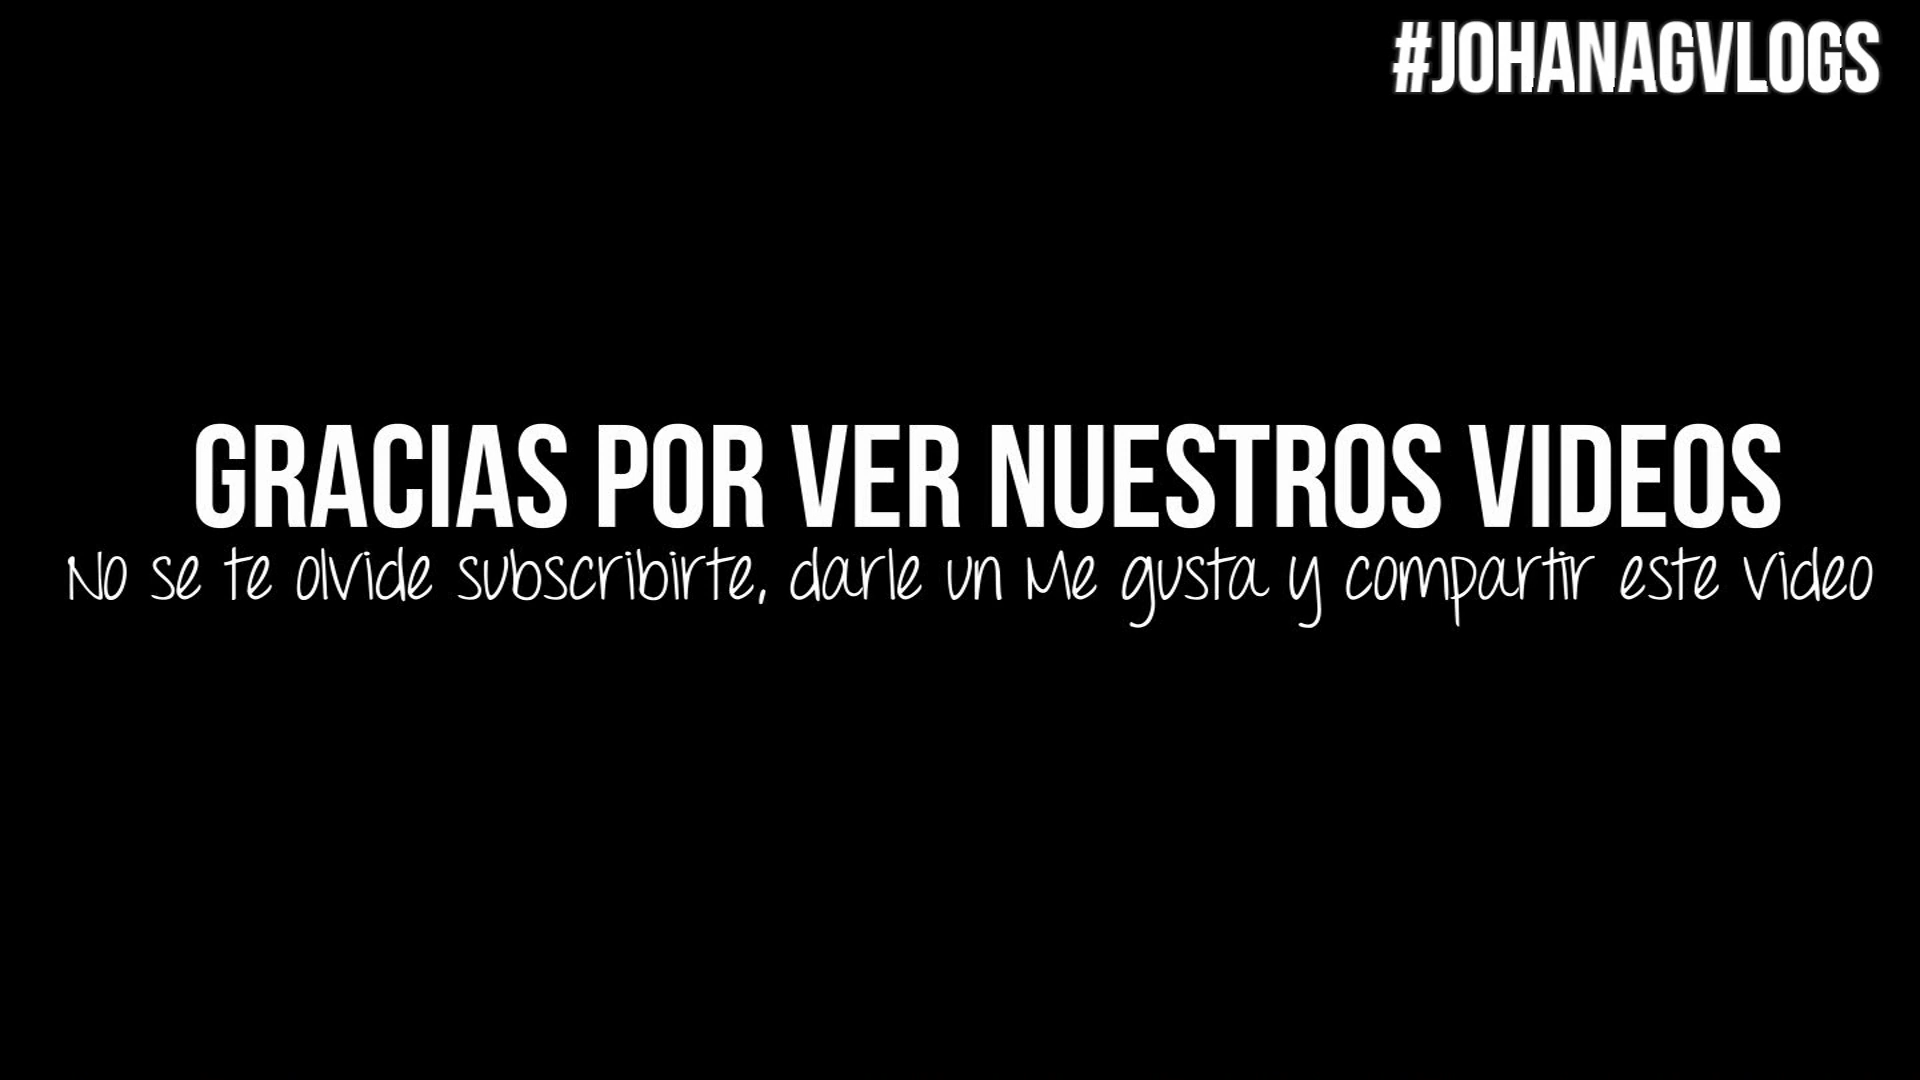 #JOHANAGVLOGS
GRACIAS POR VER NUESTROS VIDEOS
No se te olvide subscribirte, darle un Me gusta y compartir este video